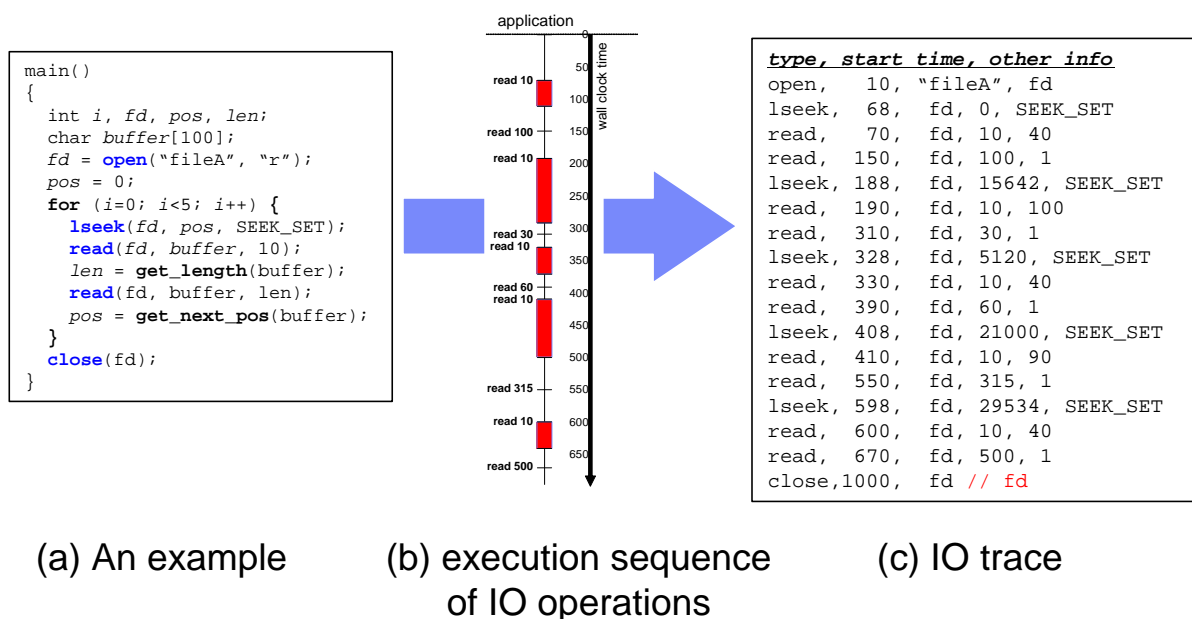 main()
{
int i, fd, pos, len;
char buffer[100];
fd = open(“fileA”, “r”);
pos = 0;
for (i=0; i<5; i++) {
lseek(fd, pos, SEEK_SET);
read(fd, buffer, 10);
len = get_length(buffer);
read(fd, buffer, len);
pos = get_next_pos(buffer);
}
close(fd);
}
(a) An example
application
wall clock time
0
50
100
150
200
250
300
350
400
450
500
550
600
650
read 10
read 100
read 10
read 30
read 10
read 60
read 10
read 315
read 10
read 500
(b) execution sequence
of IO operations
type, start time, other info
open, 10, “fileA”, fd
lseek, 68, fd, 0, SEEK_SET
read, 70, fd, 10, 40
read, 150, fd, 100, 1
lseek, 188, fd, 15642, SEEK_SET
read, 190, fd, 10, 100
read, 310, fd, 30, 1
lseek, 328, fd, 5120, SEEK_SET
read, 330, fd, 10, 40
read, 390, fd, 60, 1
lseek, 408, fd, 21000, SEEK_SET
read, 410, fd, 10, 90
read, 550, fd, 315, 1
lseek, 598, fd, 29534, SEEK_SET
read, 600, fd, 10, 40
read, 670, fd, 500, 1
close,1000, fd // fd
(c) IO trace